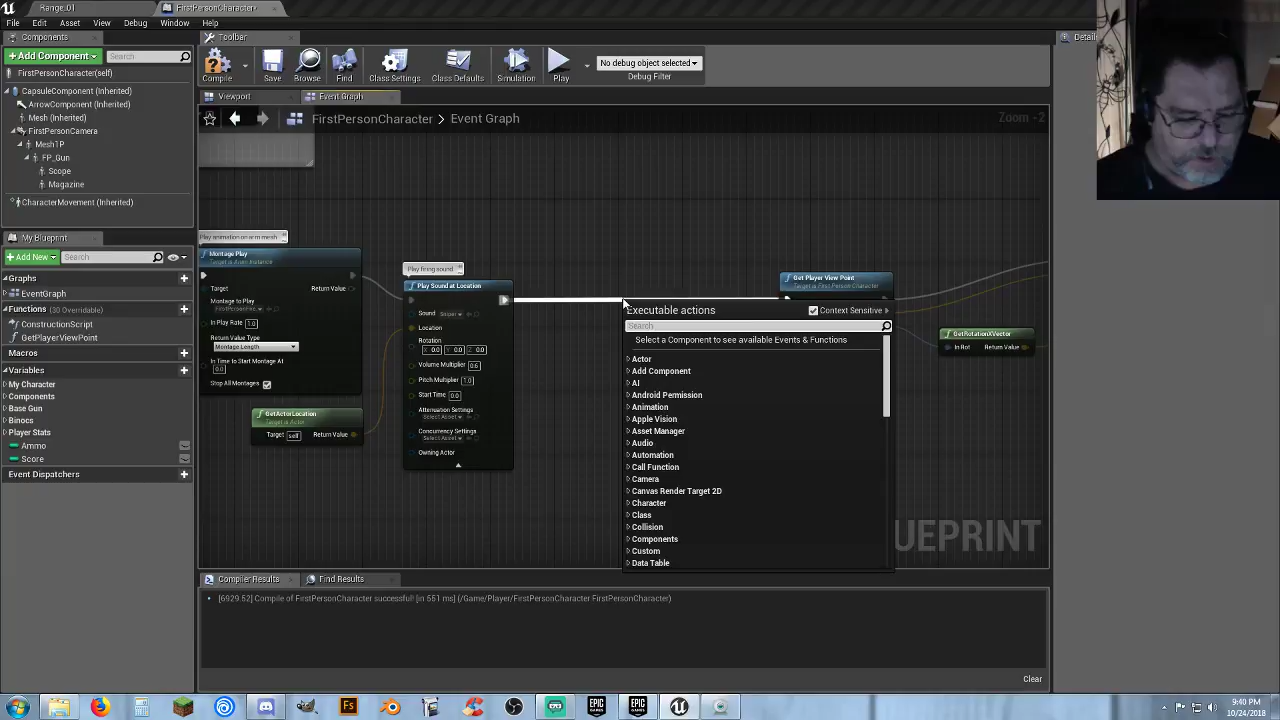 Range_01
FirstPersonCharacter*
File Edit Asset View Debug Window Help
Components
Toolbar
Details
+ Add Component
Search
FirstPersonCharacter(self)
CapsuleComponent (Inherited)
ArrowComponent (Inherited)
Mesh (Inherited)
FirstPersonCamera
Mesh1P
FP_Gun
Scope
Magazine
CharacterMovement (Inherited)
Compile
Save
Browse
Find
Class Settings
Class Defaults
Simulation
Play
No debug object selected
Debug Filter
Viewport
Event Graph
FirstPersonCharacter > Event Graph
Zoom -2
My Blueprint
+ Add New
Search
Graphs
EventGraph
Functions (30 Overridable)
ConstructionScript
GetPlayerViewPoint
Macros
Variables
My Character
Components
Base Gun
Binocs
Player Stats
Ammo
Score
Event Dispatchers
Play animation on arm mesh
Montage Play
Target is Anim Instance
Target
Return Value
Montage to Play
In Play Rate 1.0
Return Value Type
Montage Length
In Time to Start Montage At
0.0
Stop All Montages
GetActorLocation
Target is Actor
Target self
Return Value
Play firing sound
Play Sound at Location
Sound Sniper
Location
Rotation
X 0.0 Y 0.0 Z 0.0
Volume Multiplier 0.6
Pitch Multiplier 1.0
Start Time 0.0
Attenuation Settings
Select Asset
Concurrency Settings
Select Asset
Owning Actor
Get Player View Point
Target is First Person Character
GetRotationXVector
In Rot
Return Value
Executable actions
Context Sensitive
Search
Select a Component to see available Events & Functions
Actor
Add Component
AI
Android Permission
Animation
Apple Vision
Asset Manager
Audio
Automation
Call Function
Camera
Canvas Render Target 2D
Character
Class
Collision
Components
Custom
Data Table
UEPRINT
Compiler Results
Find Results
[6929.52] Compile of FirstPersonCharacter successful! [in 551 ms] (/Game/Player/FirstPersonCharacter.FirstPersonCharacter)
Clear
9:40 PM
10/24/2018